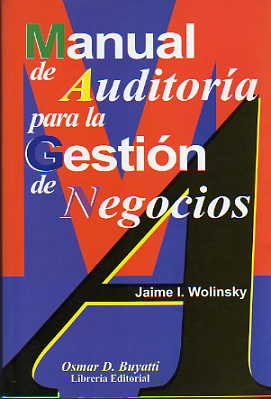 Manual
de Auditoría
para la
Gestión
de Negocios
Jaime I. Wolinsky
Osmar D. Buyatti
Librería Editorial